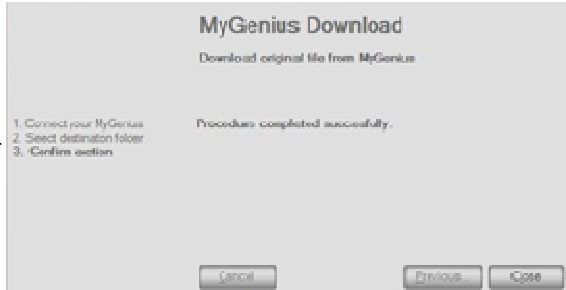 MyGenius Download
Download original file from MyGenius
1. Connect your MyGenius
2. Select destination folder
3. Confirm action
Procedure completed successfully.
Cancel
Previous...
Close